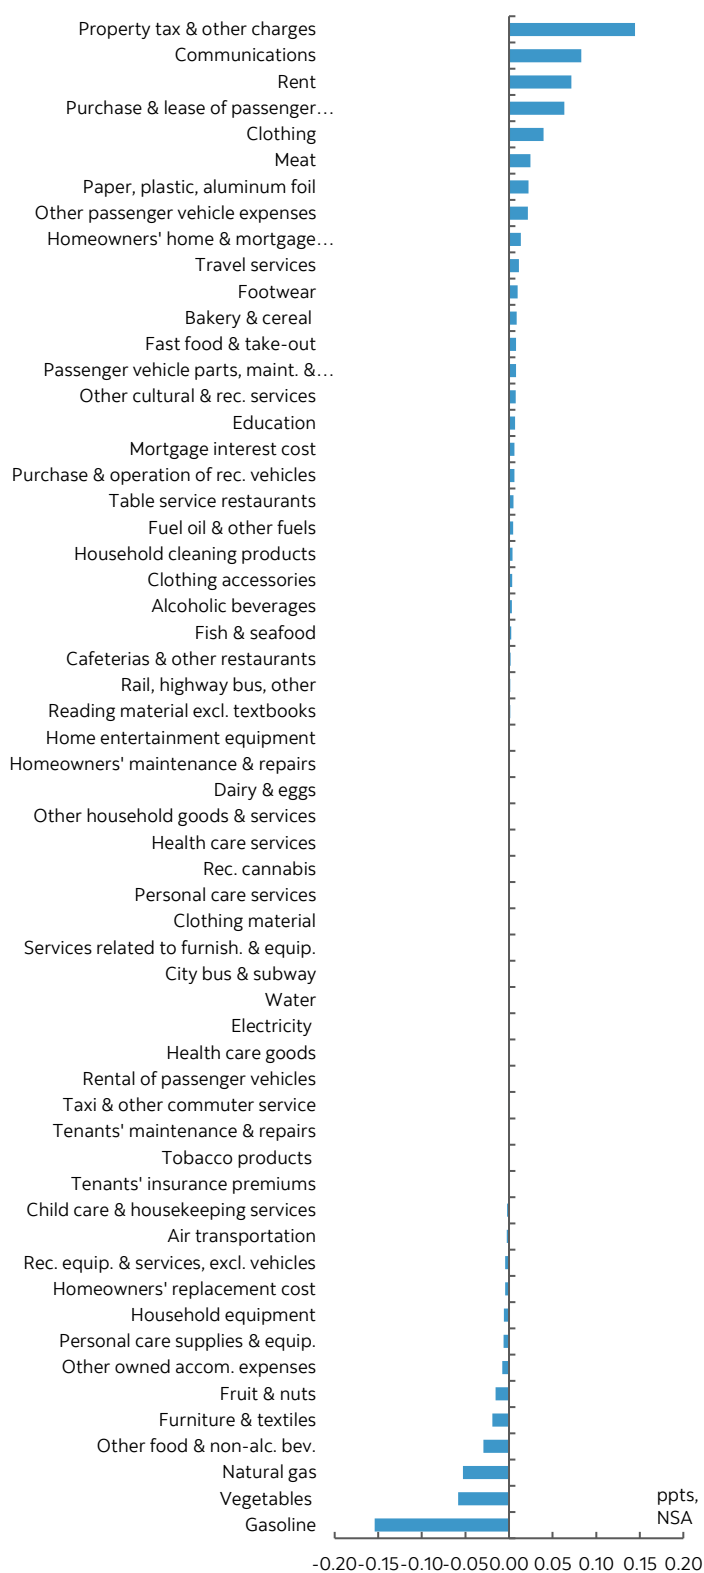 Property tax & other charges
Communications
Rent
Purchase & lease of passenger…
Clothing
Meat
Paper, plastic, aluminum foil
Other passenger vehicle expenses
Homeowners' home & mortgage…
Travel services
Footwear
Bakery & cereal
Fast food & take-out
Passenger vehicle parts, maint. &…
Other cultural & rec. services
Education
Mortgage interest cost
Purchase & operation of rec. vehicles
Table service restaurants
Fuel oil & other fuels
Household cleaning products
Clothing accessories
Alcoholic beverages
Fish & seafood
Cafeterias & other restaurants
Rail, highway bus, other
Reading material excl. textbooks
Home entertainment equipment
Homeowners' maintenance & repairs
Dairy & eggs
Other household goods & services
Health care services
Rec. cannabis
Personal care services
Clothing material
Services related to furnish. & equip.
City bus & subway
Water
Electricity
Health care goods
Rental of passenger vehicles
Taxi & other commuter service
Tenants' maintenance & repairs
Tobacco products
Tenants' insurance premiums
Child care & housekeeping services
Air transportation
Rec. equip. & services, excl. vehicles
Homeowners' replacement cost
Household equipment
Personal care supplies & equip.
Other owned accom. expenses
Fruit & nuts
Furniture & textiles
Other food & non-alc. bev.
Natural gas
Vegetables
Gasoline
ppts,
NSA
-0.20 -0.15 -0.10 -0.05 0.00 0.05 0.10 0.15 0.20